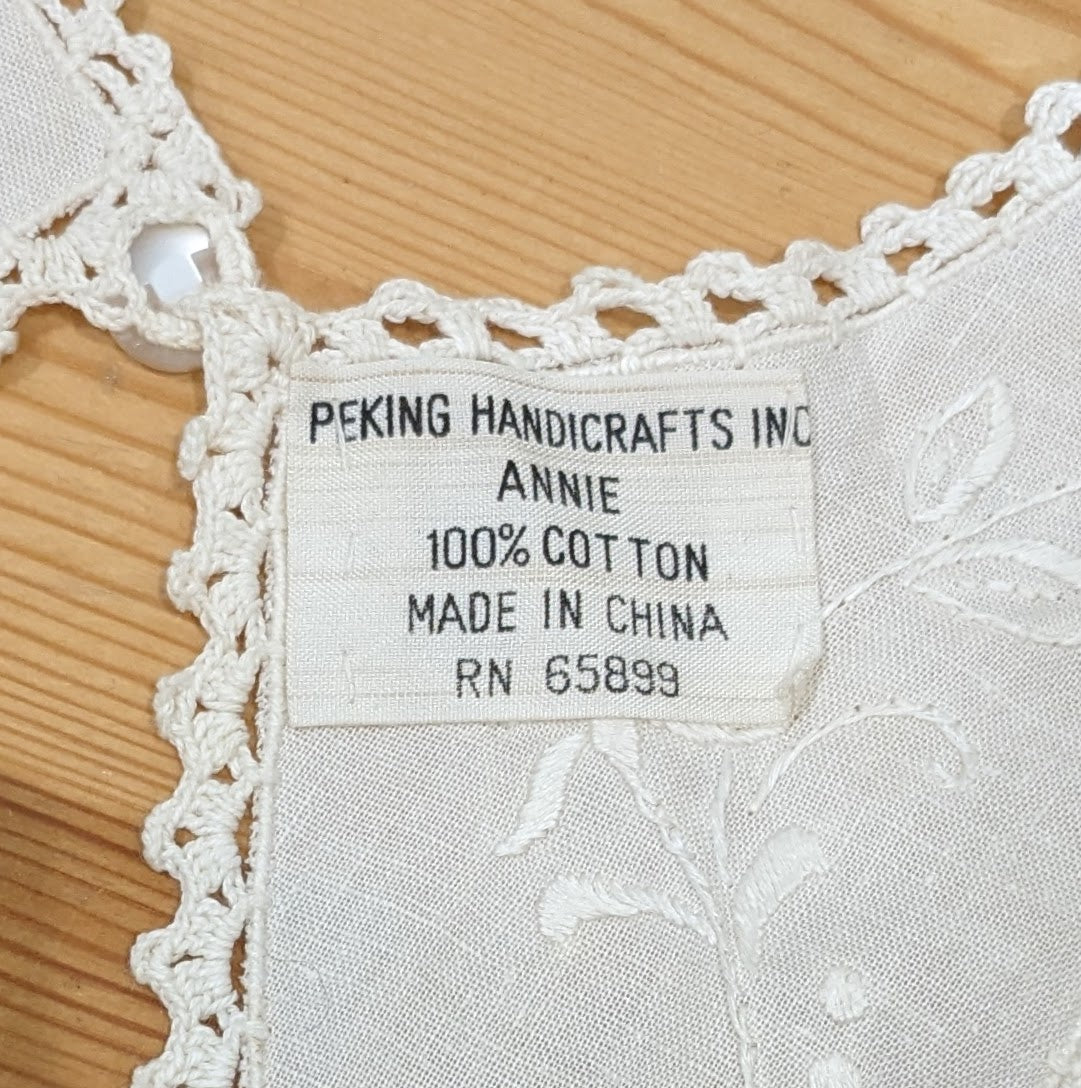 PEKING HANDICRAFTS INC
ANNIE
100% COTTON
MADE IN CHINA
RN 65899